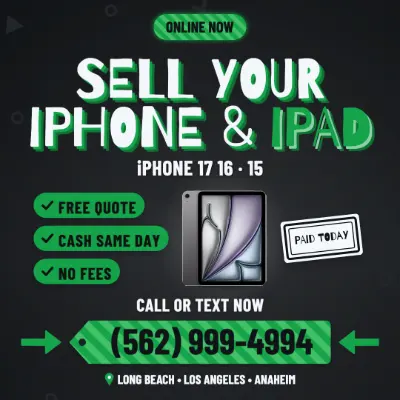 ONLINE NOW
SELL YOUR
IPHONE & IPAD
iPHONE 17 16 · 15
FREE QUOTE
CASH SAME DAY
NO FEES
PAID TODAY
CALL OR TEXT NOW
(562) 999-4994
LONG BEACH • LOS ANGELES • ANAHEIM